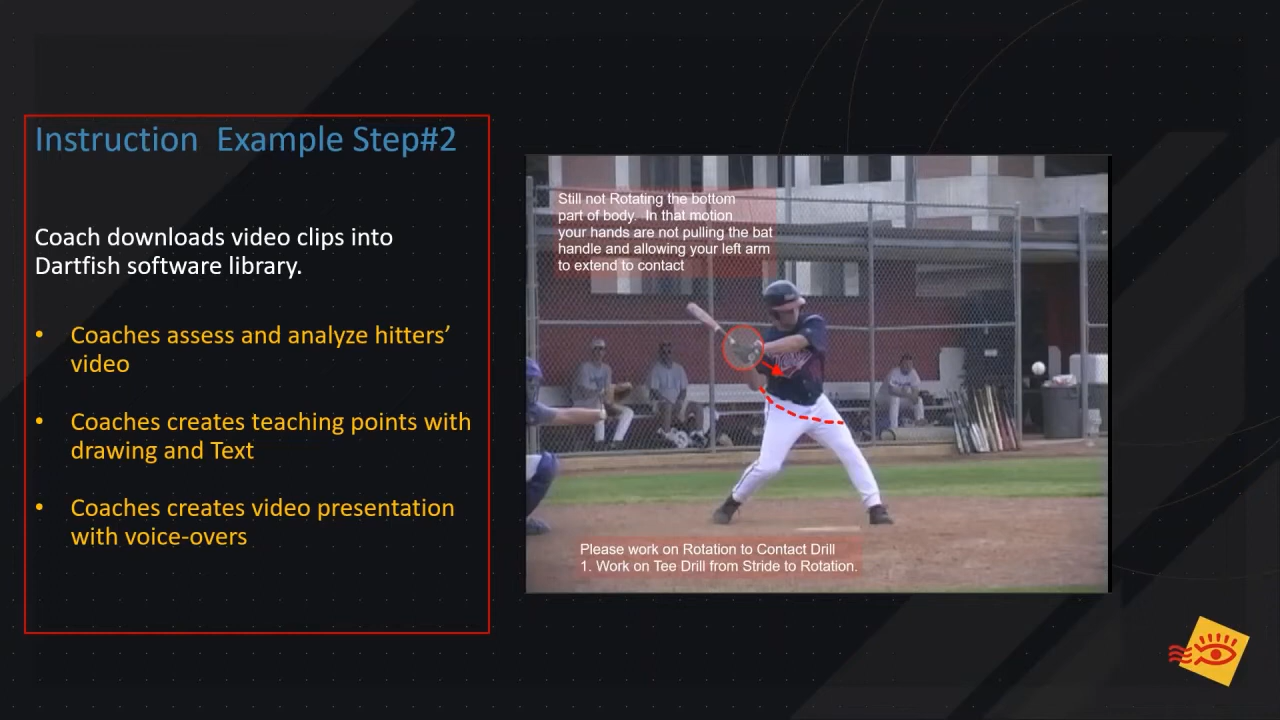 Instruction  Example Step#2
Coach downloads video clips into
Dartfish software library.
• Coaches assess and analyze hitters’
video
• Coaches creates teaching points with
drawing and Text
• Coaches creates video presentation
with voice-overs
Still not Rotating the bottom
part of body.  In that motion
your hands are not pulling the bat
handle and allowing your left arm
to extend to contact
Please work on Rotation to Contact Drill
1. Work on Tee Drill from Stride to Rotation.